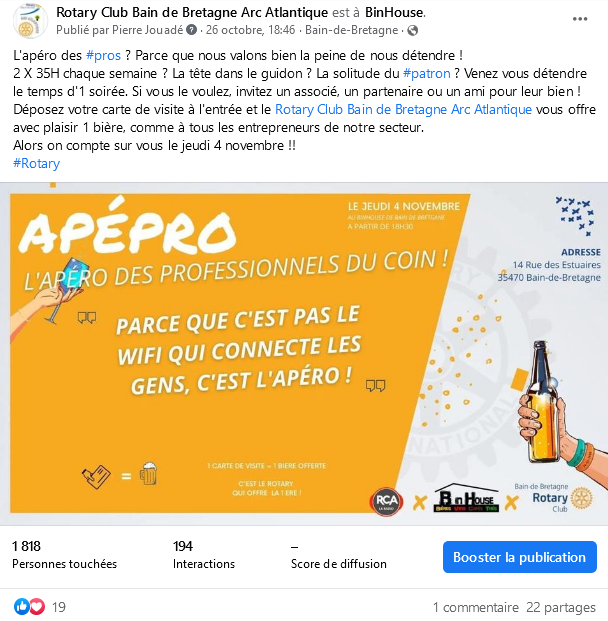 Rotary Club Bain de Bretagne Arc Atlantique est à BinHouse.
Publié par Pierre Jouadé · 26 octobre, 18:46 · Bain-de-Bretagne ·
L'apéro des #pros ? Parce que nous valons bien la peine de nous détendre !
2 X 35H chaque semaine ? La tête dans le guidon ? La solitude du #patron ? Venez vous détendre
le temps d'1 soirée. Si vous le voulez, invitez un associé, un partenaire ou un ami pour leur bien !
Déposez votre carte de visite à l'entrée et le Rotary Club Bain de Bretagne Arc Atlantique vous offre
avec plaisir 1 bière, comme à tous les entrepreneurs de notre secteur.
Alors on compte sur vous le jeudi 4 novembre !!
#Rotary
APÉPRO
LE JEUDI 4 NOVEMBRE
AU BINHOUSE DE BAIN DE BRETGANE
A PARTIR DE 18H30
L'APÉRO DES PROFESSIONNELS DU COIN !
ADRESSE
14 Rue des Estuaires
35470 Bain-de-Bretagne
PARCE QUE C'EST PAS LE
WIFI QUI CONNECTE LES
GENS, C'EST L'APÉRO !
=
1 CARTE DE VISITE = 1 BIERE OFFERTE
C'EST LE ROTARY
QUI OFFRE LA 1 ERE !
RCA
LA RADIO
X
BinHouse
X
Bain de Bretagne
Rotary
Club
1 818
Personnes touchées
194
Interactions
–
Score de diffusion
Booster la publication
19
1 commentaire 22 partages